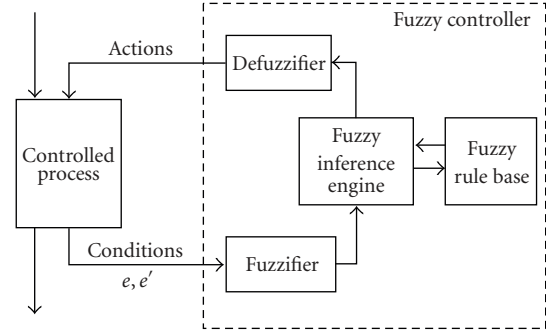 Fuzzy controller
Actions
Defuzzifier
Controlled
process
Fuzzy
inference
engine
Fuzzy
rule base
Conditions
e, e′
Fuzzifier